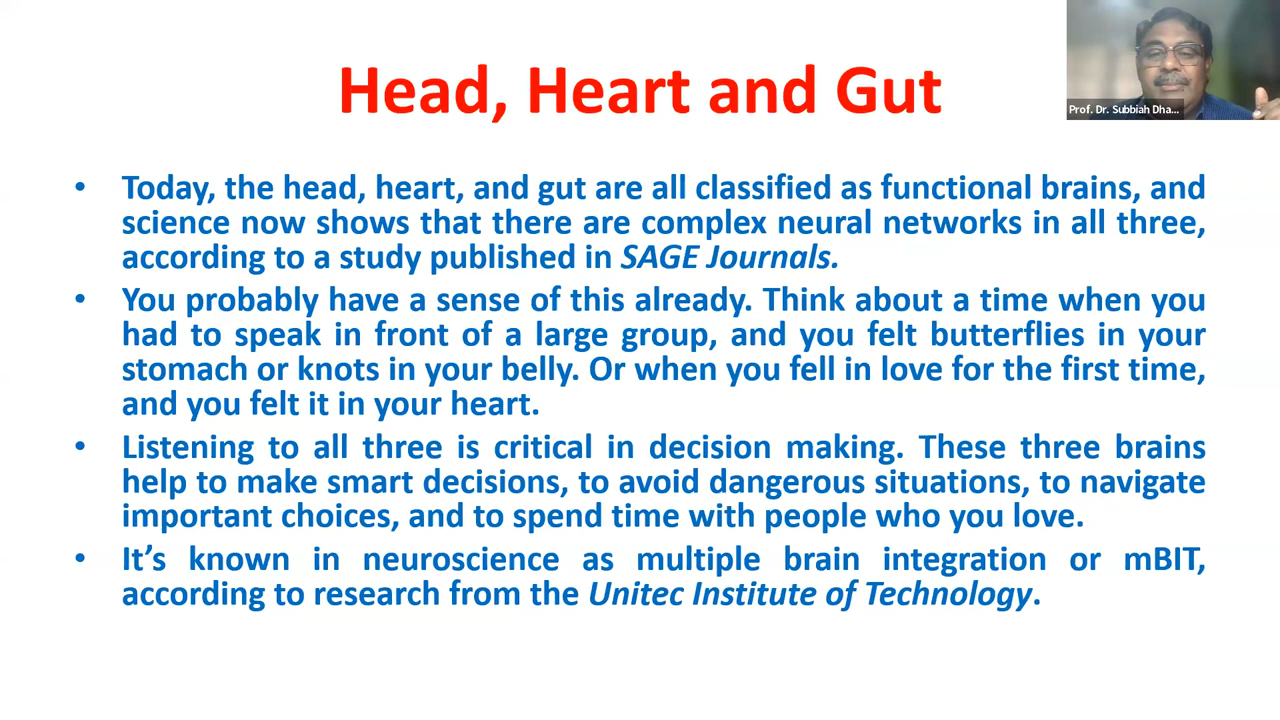 Head, Heart and Gut
Prof. Dr. Subbiah Dha...
• Today, the head, heart, and gut are all classified as functional brains, and
science now shows that there are complex neural networks in all three,
according to a study published in SAGE Journals.
• You probably have a sense of this already. Think about a time when you
had to speak in front of a large group, and you felt butterflies in your
stomach or knots in your belly. Or when you fell in love for the first time,
and you felt it in your heart.
• Listening to all three is critical in decision making. These three brains
help to make smart decisions, to avoid dangerous situations, to navigate
important choices, and to spend time with people who you love.
• It’s known in neuroscience as multiple brain integration or mBIT,
according to research from the Unitec Institute of Technology.